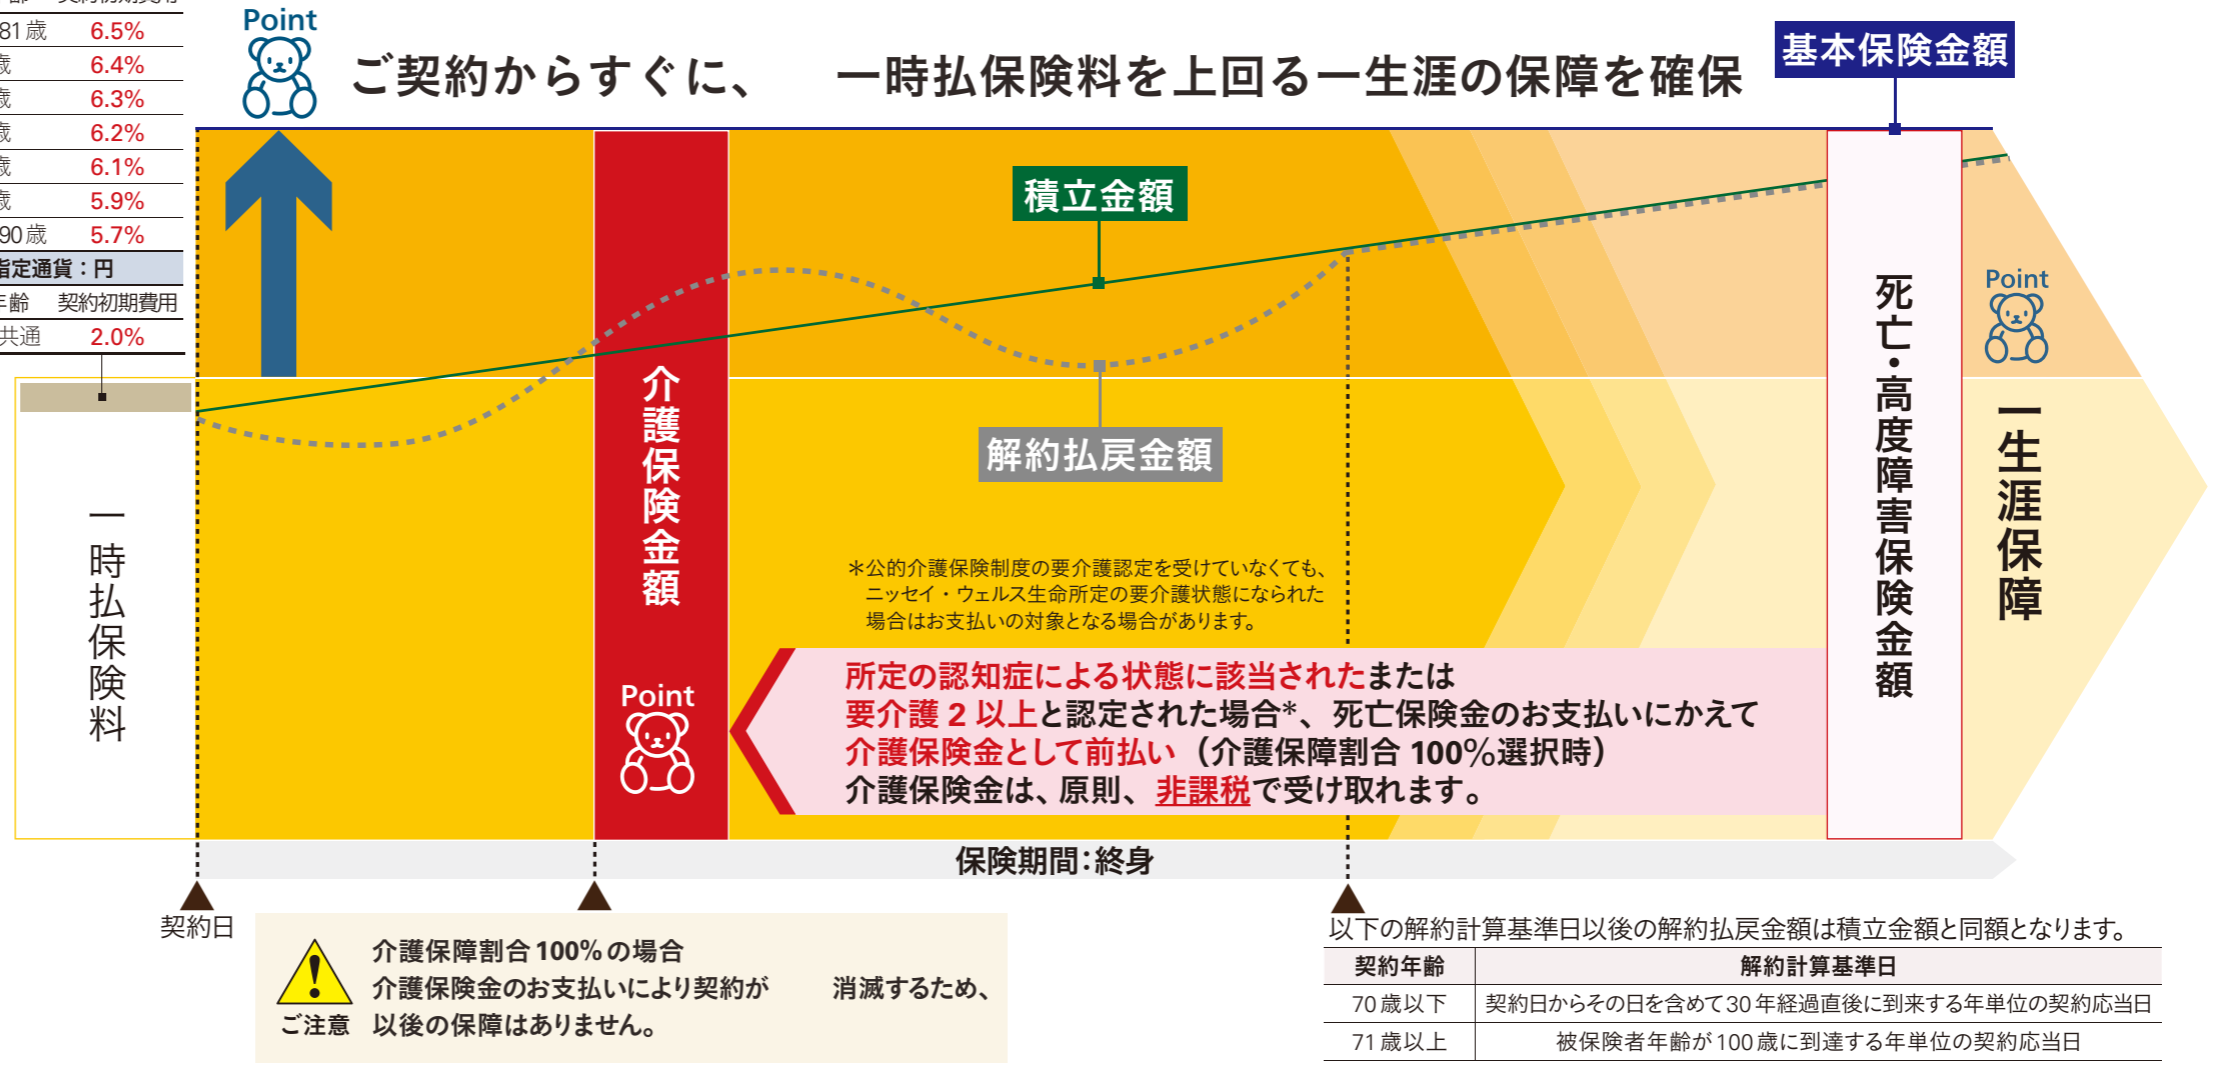 81歳 6.5%
歳 6.4%
歳 6.3%
歳 6.2%
歳 6.1%
歳 5.9%
90歳 5.7%
指定通貨：円
年齢 契約初期費用
共通 2.0%
一時払保険料
Point
ご契約からすぐに、 一時払保険料を上回る一生涯の保障を確保
基本保険金額
積立金額
解約払戻金額
介護保険金額
Point
＊公的介護保険制度の要介護認定を受けていなくても、
ニッセイ・ウェルス生命所定の要介護状態になられた
場合はお支払いの対象となる場合があります。
所定の認知症による状態に該当されたまたは
要介護2以上と認定された場合＊、死亡保険金のお支払いにかえて
介護保険金として前払い（介護保障割合100％選択時）
介護保険金は、原則、非課税で受け取れます。
死亡・高度障害保険金額
Point
一生涯保障
保険期間：終身
契約日
ご注意
介護保障割合100％の場合
介護保険金のお支払いにより契約が 消滅するため、
以後の保障はありません。
以下の解約計算基準日以後の解約払戻金額は積立金額と同額となります。
契約年齢 解約計算基準日
70歳以下 契約日からその日を含めて30年経過直後に到来する年単位の契約応当日
71歳以上 被保険者年齢が100歳に到達する年単位の契約応当日